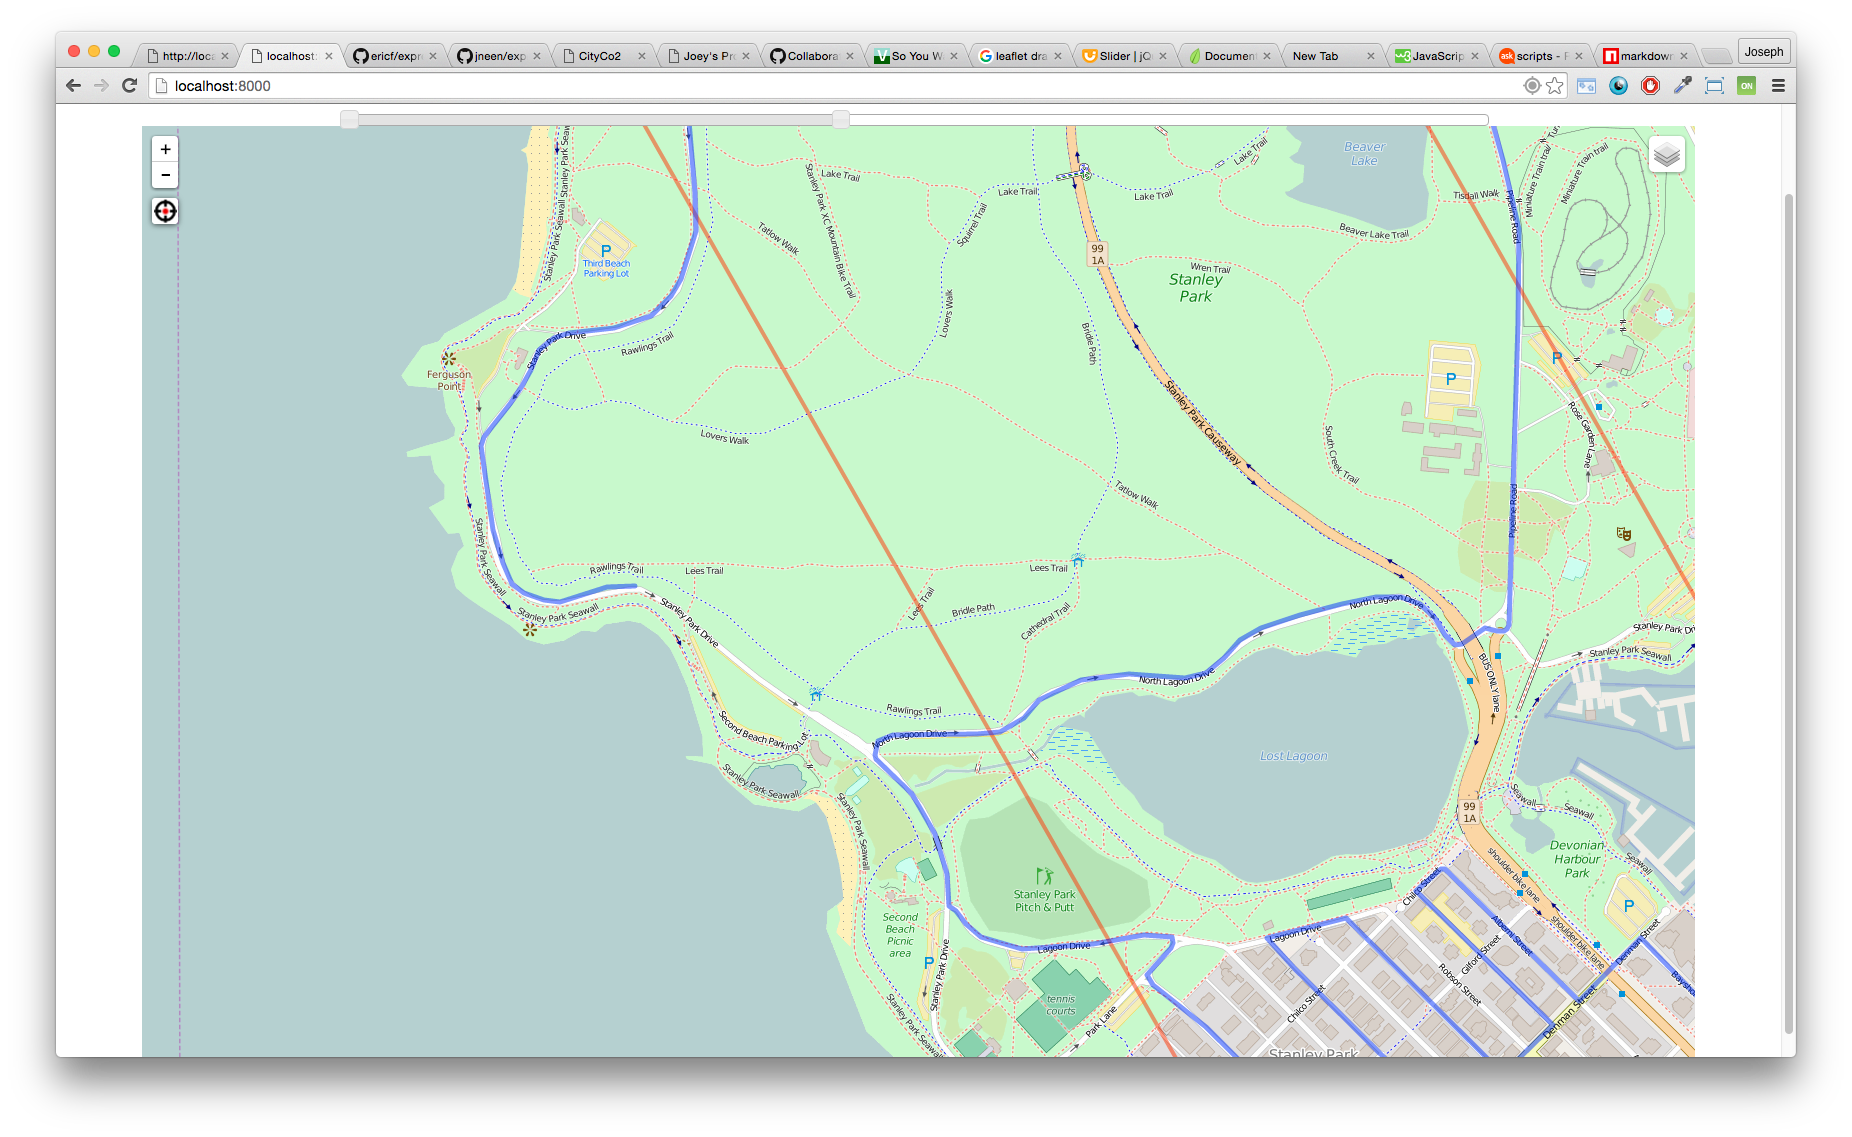 http://loca
localhost:
ericf/expr
jneen/exp
CityCo2
Joey's Pro
Collabora
So You W
leaflet dra
Slider | jQ
Document
New Tab
JavaScrip
scripts - F
markdown
Joseph
localhost:8000
ON
+
-
Beaver
Lake
Lake Trail
Lake Trail
Lake Trail
Lake Trail
Tisdall Walk
Miniature Train trail
Miniature Train trail
Stanley Park Seawall
Stanley Park XC Mountain Bike Trail
Squirrel Trail
Tatlow Walk
Beaver Lake Trail
Pipeline Road
P
Third Beach
Parking Lot
99
1A
Wren Trail
Stanley
Park
Lovers Walk
Bridle Path
Stanley Park Drive
Rawlings Trail
Ferguson
Point
P
P
Stanley Park Causeway
Rose Garden Lane
South Creek Trail
Lovers Walk
Tatlow Walk
Pipeline Road
Stanley Park Seawall
Rawlings Trail
Lees Trail
Lees Trail
Lees Trail
Bridle Path
Cathedral Trail
North Lagoon Drive
Stanley Park Seawall
Stanley Park Drive
Stanley Park Dri
Stanley Park Seawall
BUS ONLY lane
North Lagoon Drive
Rawlings Trail
Second Beach Parking Lot
North Lagoon Drive
Lost Lagoon
Stanley Park Seawall
Stanley Park Seawall
Seawall
Seawall
99
1A
Devonian
Harbour
Park
Seawall
shoulder bike lane
Stanley Park
Pitch & Putt
Chilco Street
P
Second
Beach
Picnic
area
P
Lagoon Drive
Lagoon Drive
Alberni Street
shoulder bike lane
Denman Street
Gilford Street
Robson Street
Baysho
Stanley Park Drive
tennis
courts
Park Lane
Chilco Street
Denman Street
Stanley Park Seawall
Stanley Park